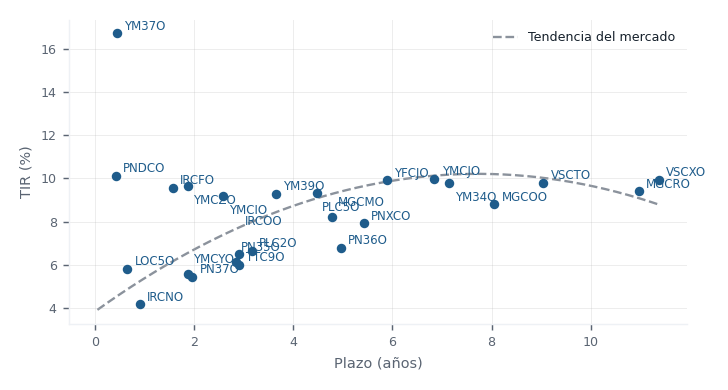 YM37O
Tendencia del mercado
16
14
12
TIR (%)
10
8
6
4
PNDCO
IRCFO
YMCZO
YMCIO
IRCOO
YM39O
MGCMO
PLC5O
YFCJO
YMCJO
YM34O
MGCOO
VSCTO
VSCXO
MGCRO
PNXCO
PN36O
PLC2O
PN35O
TTC9O
LOC5O
YMCYO
PN37O
IRCNO
0
2
4
6
8
10
Plazo (años)